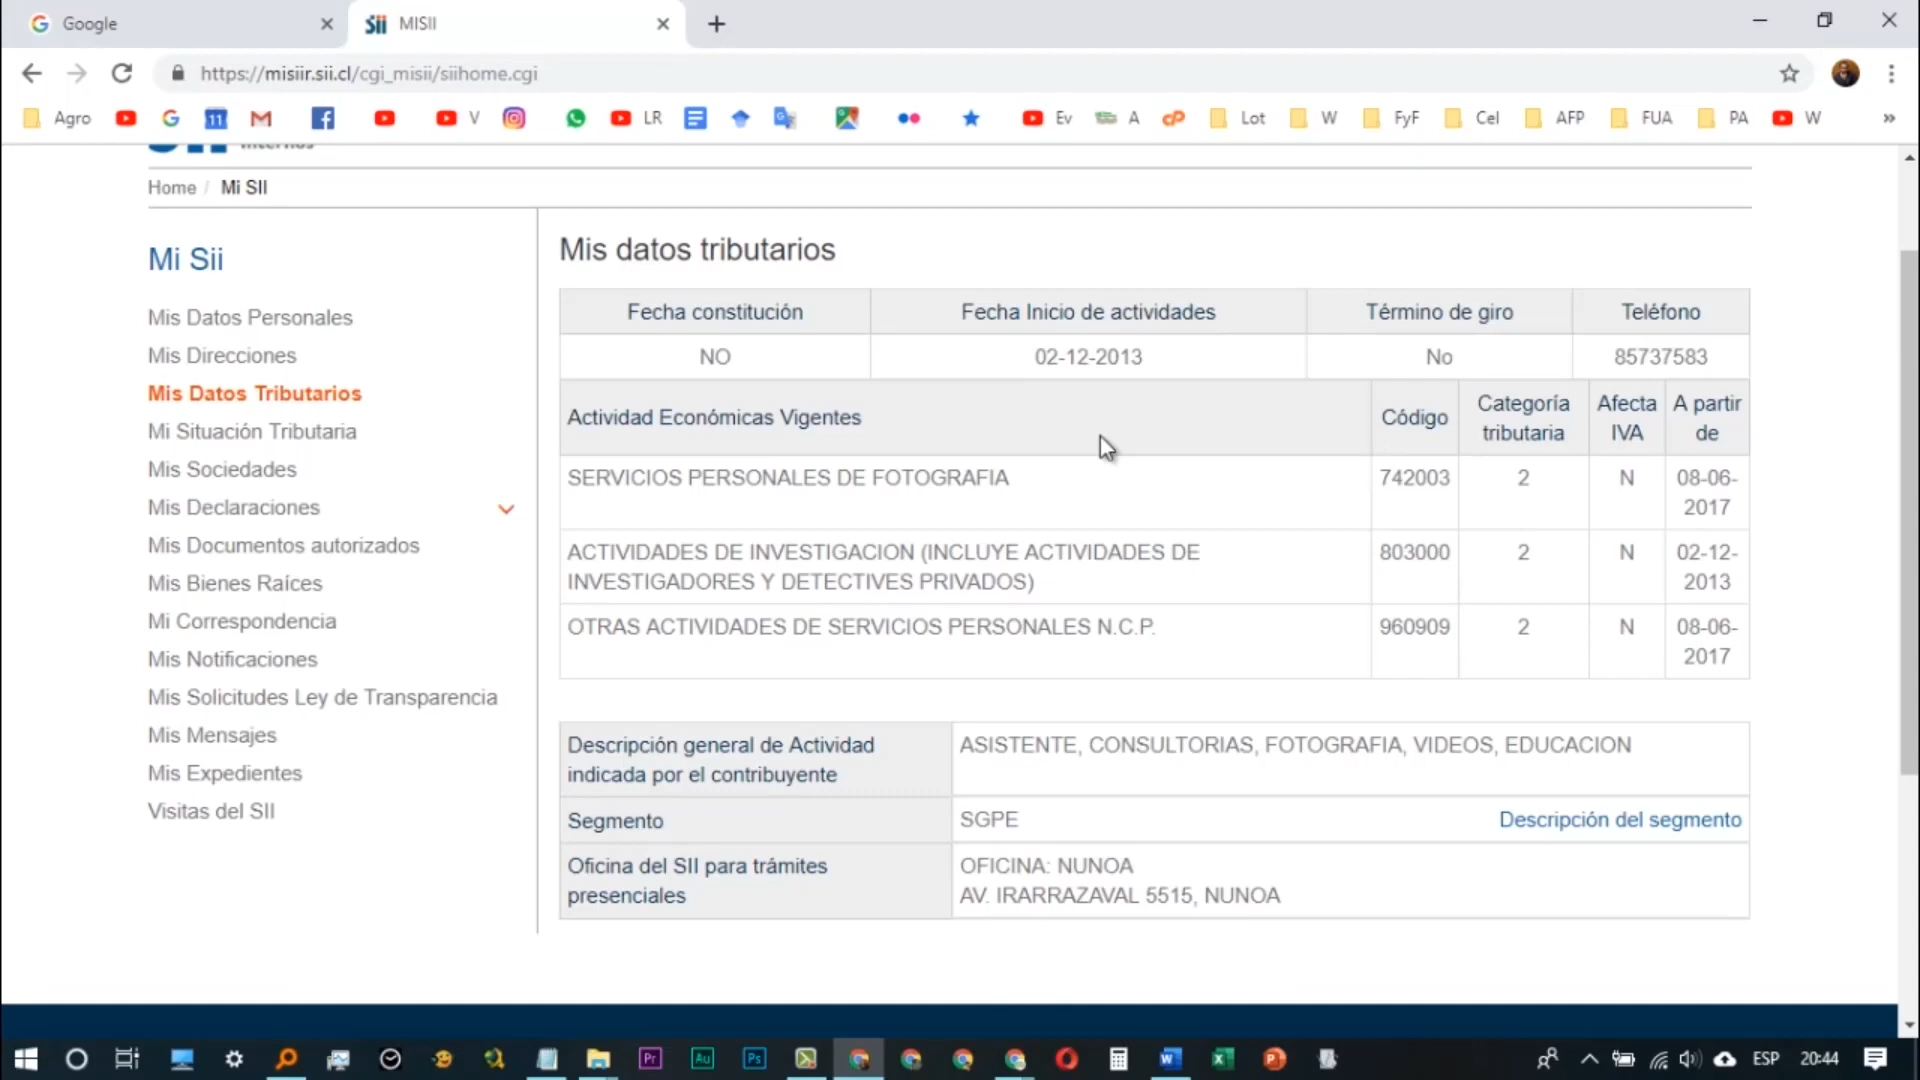 Google
Sii MISII
https://misiir.sii.cl/cgi_misii/siihome.cgi
Agro
11
V
LR
Ev
A
cP
Lot
W
FyF
Cel
AFP
FUA
PA
W
»
Home / Mi SII
Mi Sii
Mis Datos Personales
Mis Direcciones
Mis Datos Tributarios
Mi Situación Tributaria
Mis Sociedades
Mis Declaraciones
Mis Documentos autorizados
Mis Bienes Raíces
Mi Correspondencia
Mis Notificaciones
Mis Solicitudes Ley de Transparencia
Mis Mensajes
Mis Expedientes
Visitas del SII
Mis datos tributarios
Fecha constitución Fecha Inicio de actividades Término de giro Teléfono
NO 02-12-2013 No 85737583
Actividad Económicas Vigentes Código Categoría tributaria Afecta IVA A partir de
SERVICIOS PERSONALES DE FOTOGRAFIA 742003 2 N 08-06-
2017
ACTIVIDADES DE INVESTIGACION (INCLUYE ACTIVIDADES DE 803000 2 N 02-12-
INVESTIGADORES Y DETECTIVES PRIVADOS) 2013
OTRAS ACTIVIDADES DE SERVICIOS PERSONALES N.C.P. 960909 2 N 08-06-
2017
Descripción general de Actividad
indicada por el contribuyente
ASISTENTE, CONSULTORIAS, FOTOGRAFIA, VIDEOS, EDUCACION
Segmento SGPE Descripción del segmento
Oficina del SII para trámites
presenciales
OFICINA: NUNOA
AV. IRARRAZAVAL 5515, NUNOA
Pr Au Ps
ESP 20:44